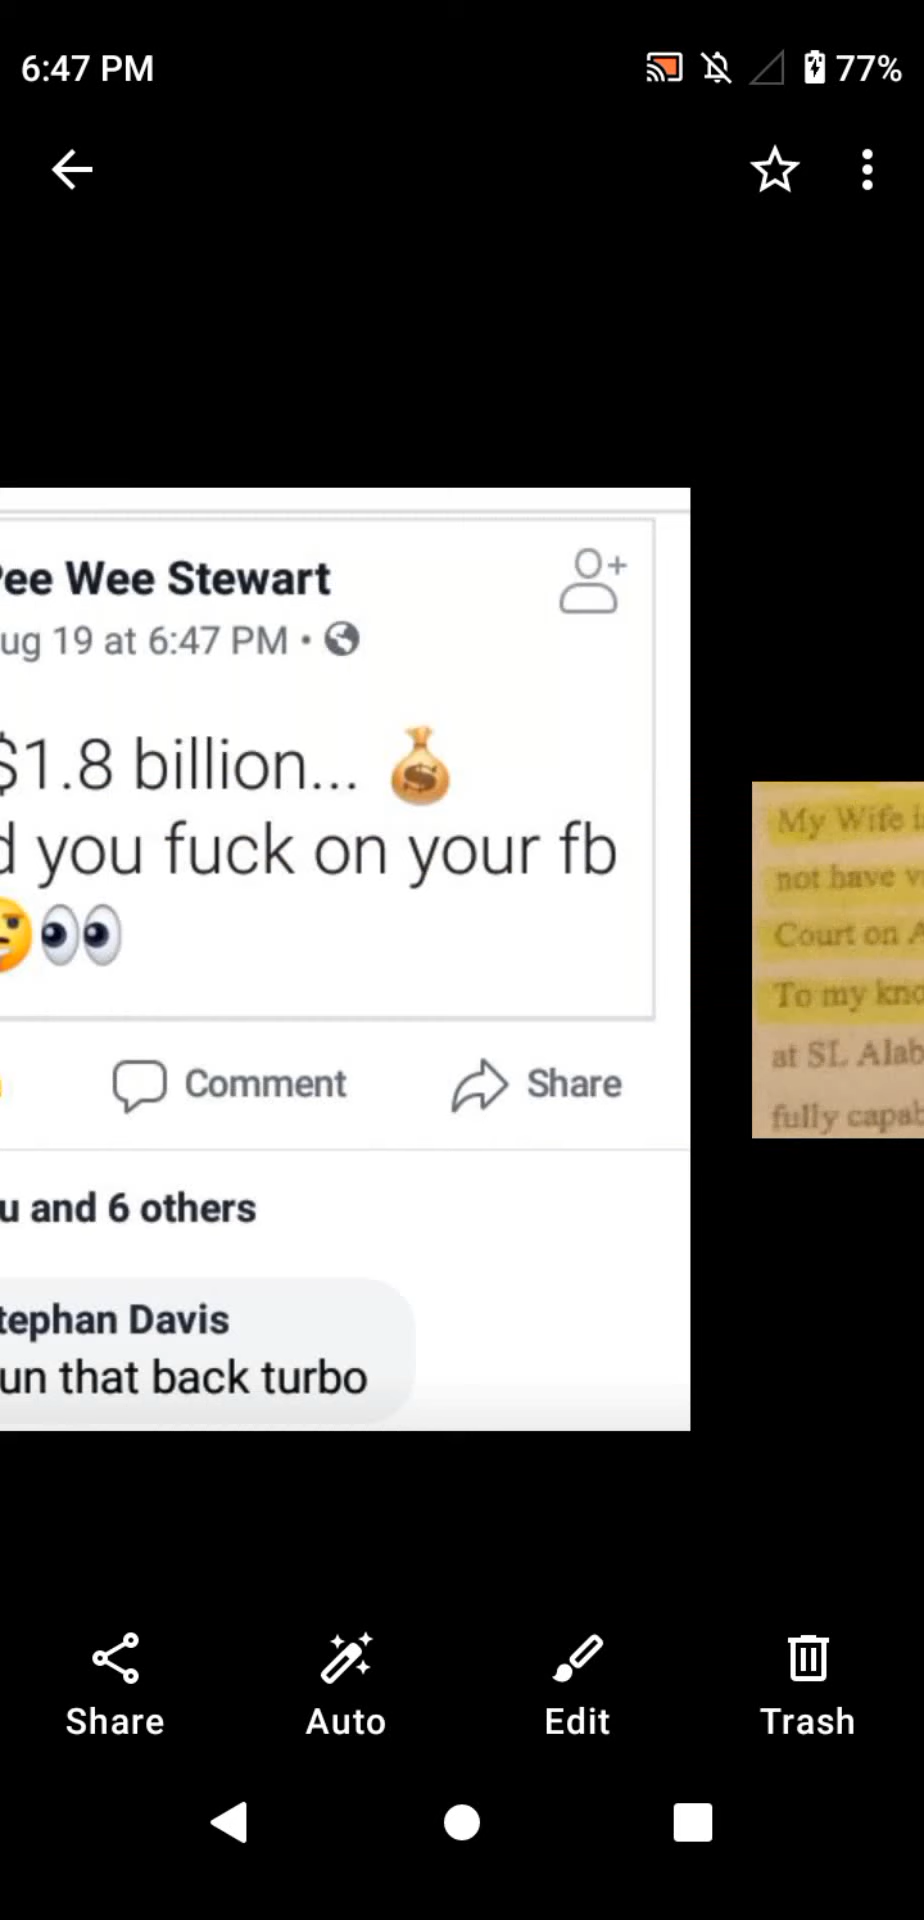 6:47 PM
77%
ee Wee Stewart
ug 19 at 6:47 PM •
$1.8 billion... 💰
d you fuck on your fb
👀
Comment
Share
u and 6 others
tephan Davis
un that back turbo
My Wife i
not have v
Court on A
To my kno
at SL Alab
fully capab
Share
Auto
Edit
Trash